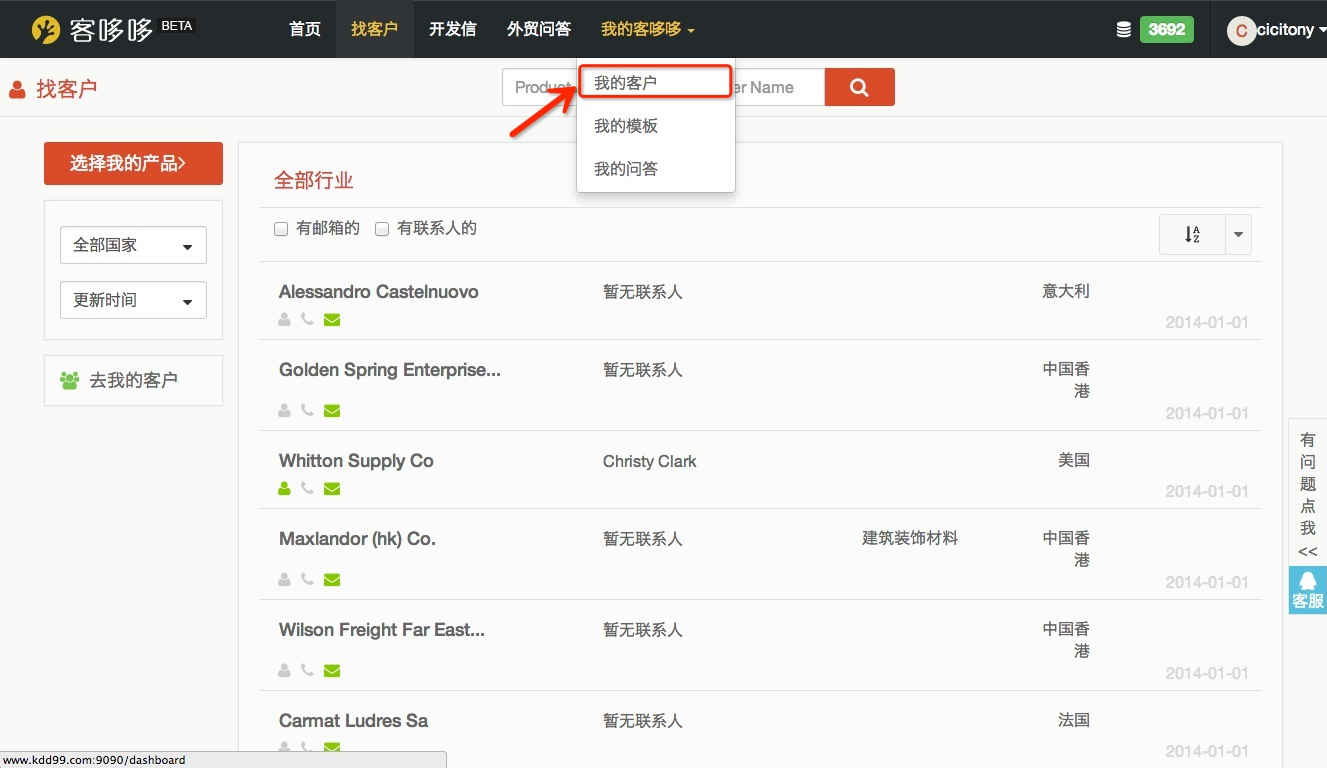 客哆哆 BETA 首页 找客户 开发信 外贸问答 我的客哆哆 3692 C cicitony
找客户
Product
er Name
我的客户
我的模板
我的问答
选择我的产品>
全部国家
更新时间
去我的客户
全部行业
有邮箱的 有联系人的
A
Z
Alessandro Castelnuovo 暂无联系人 意大利
2014-01-01
Golden Spring Enterprise... 暂无联系人 中国香
港
2014-01-01
Whitton Supply Co Christy Clark 美国
2014-01-01
Maxlandor (hk) Co. 暂无联系人 建筑装饰材料 中国香
港
2014-01-01
Wilson Freight Far East... 暂无联系人 中国香
港
2014-01-01
Carmat Ludres Sa 暂无联系人 法国
2014-01-01
有
问
题
点
我
<<
客服
www.kdd99.com:9090/dashboard